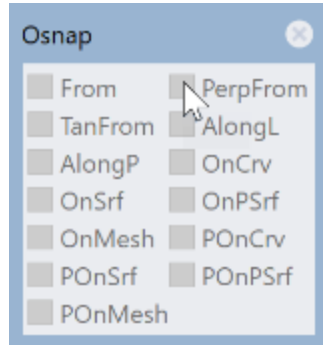 Osnap
From PerpFrom
TanFrom AlongL
AlongP OnCrv
OnSrf OnPSrf
OnMesh POnCrv
POnSrf POnPSrf
POnMesh